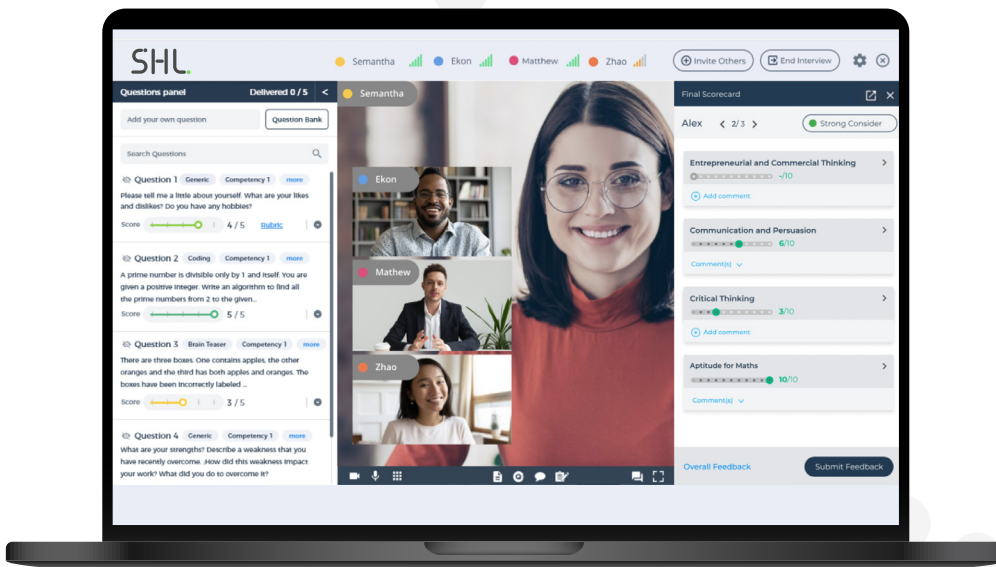 SHL.
Semantha
Ekon
Matthew
Zhao
Invite Others
End Interview
Questions panel Delivered 0 / 5 <
Add your own question
Question Bank
Search Questions
Question 1 Generic Competency 1 more
Please tell me a little about yourself. What are your likes
and dislikes? Do you have any hobbies?
Score 4 / 5 Rubric
Question 2 Coding Competency 1 more
A prime number is divisible only by 1 and itself. You are
given a positive integer. Write an algorithm to find all
the prime numbers from 2 to the given..
Score 5 / 5
Question 3 Brain Teaser Competency 1 more
There are three boxes. One contains apples, the other
oranges and the third has both apples and oranges. The
boxes have been incorrectly labeled ..
Score 3 / 5
Question 4 Generic Competency 1 more
What are your strengths? Describe a weakness that you
have recently overcome. .How did this weakness impact
your work? What did you do to overcome it?
Semantha
Ekon
Mathew
Zhao
Final Scorecard
Alex < 2/3 > Strong Consider
Entrepreneurial and Commercial Thinking
-/10
Add comment
Communication and Persuasion
6/10
Comment(s)
Critical Thinking
3/10
Add comment
Aptitude for Maths
10/10
Comment(s)
Overall Feedback
Submit Feedback